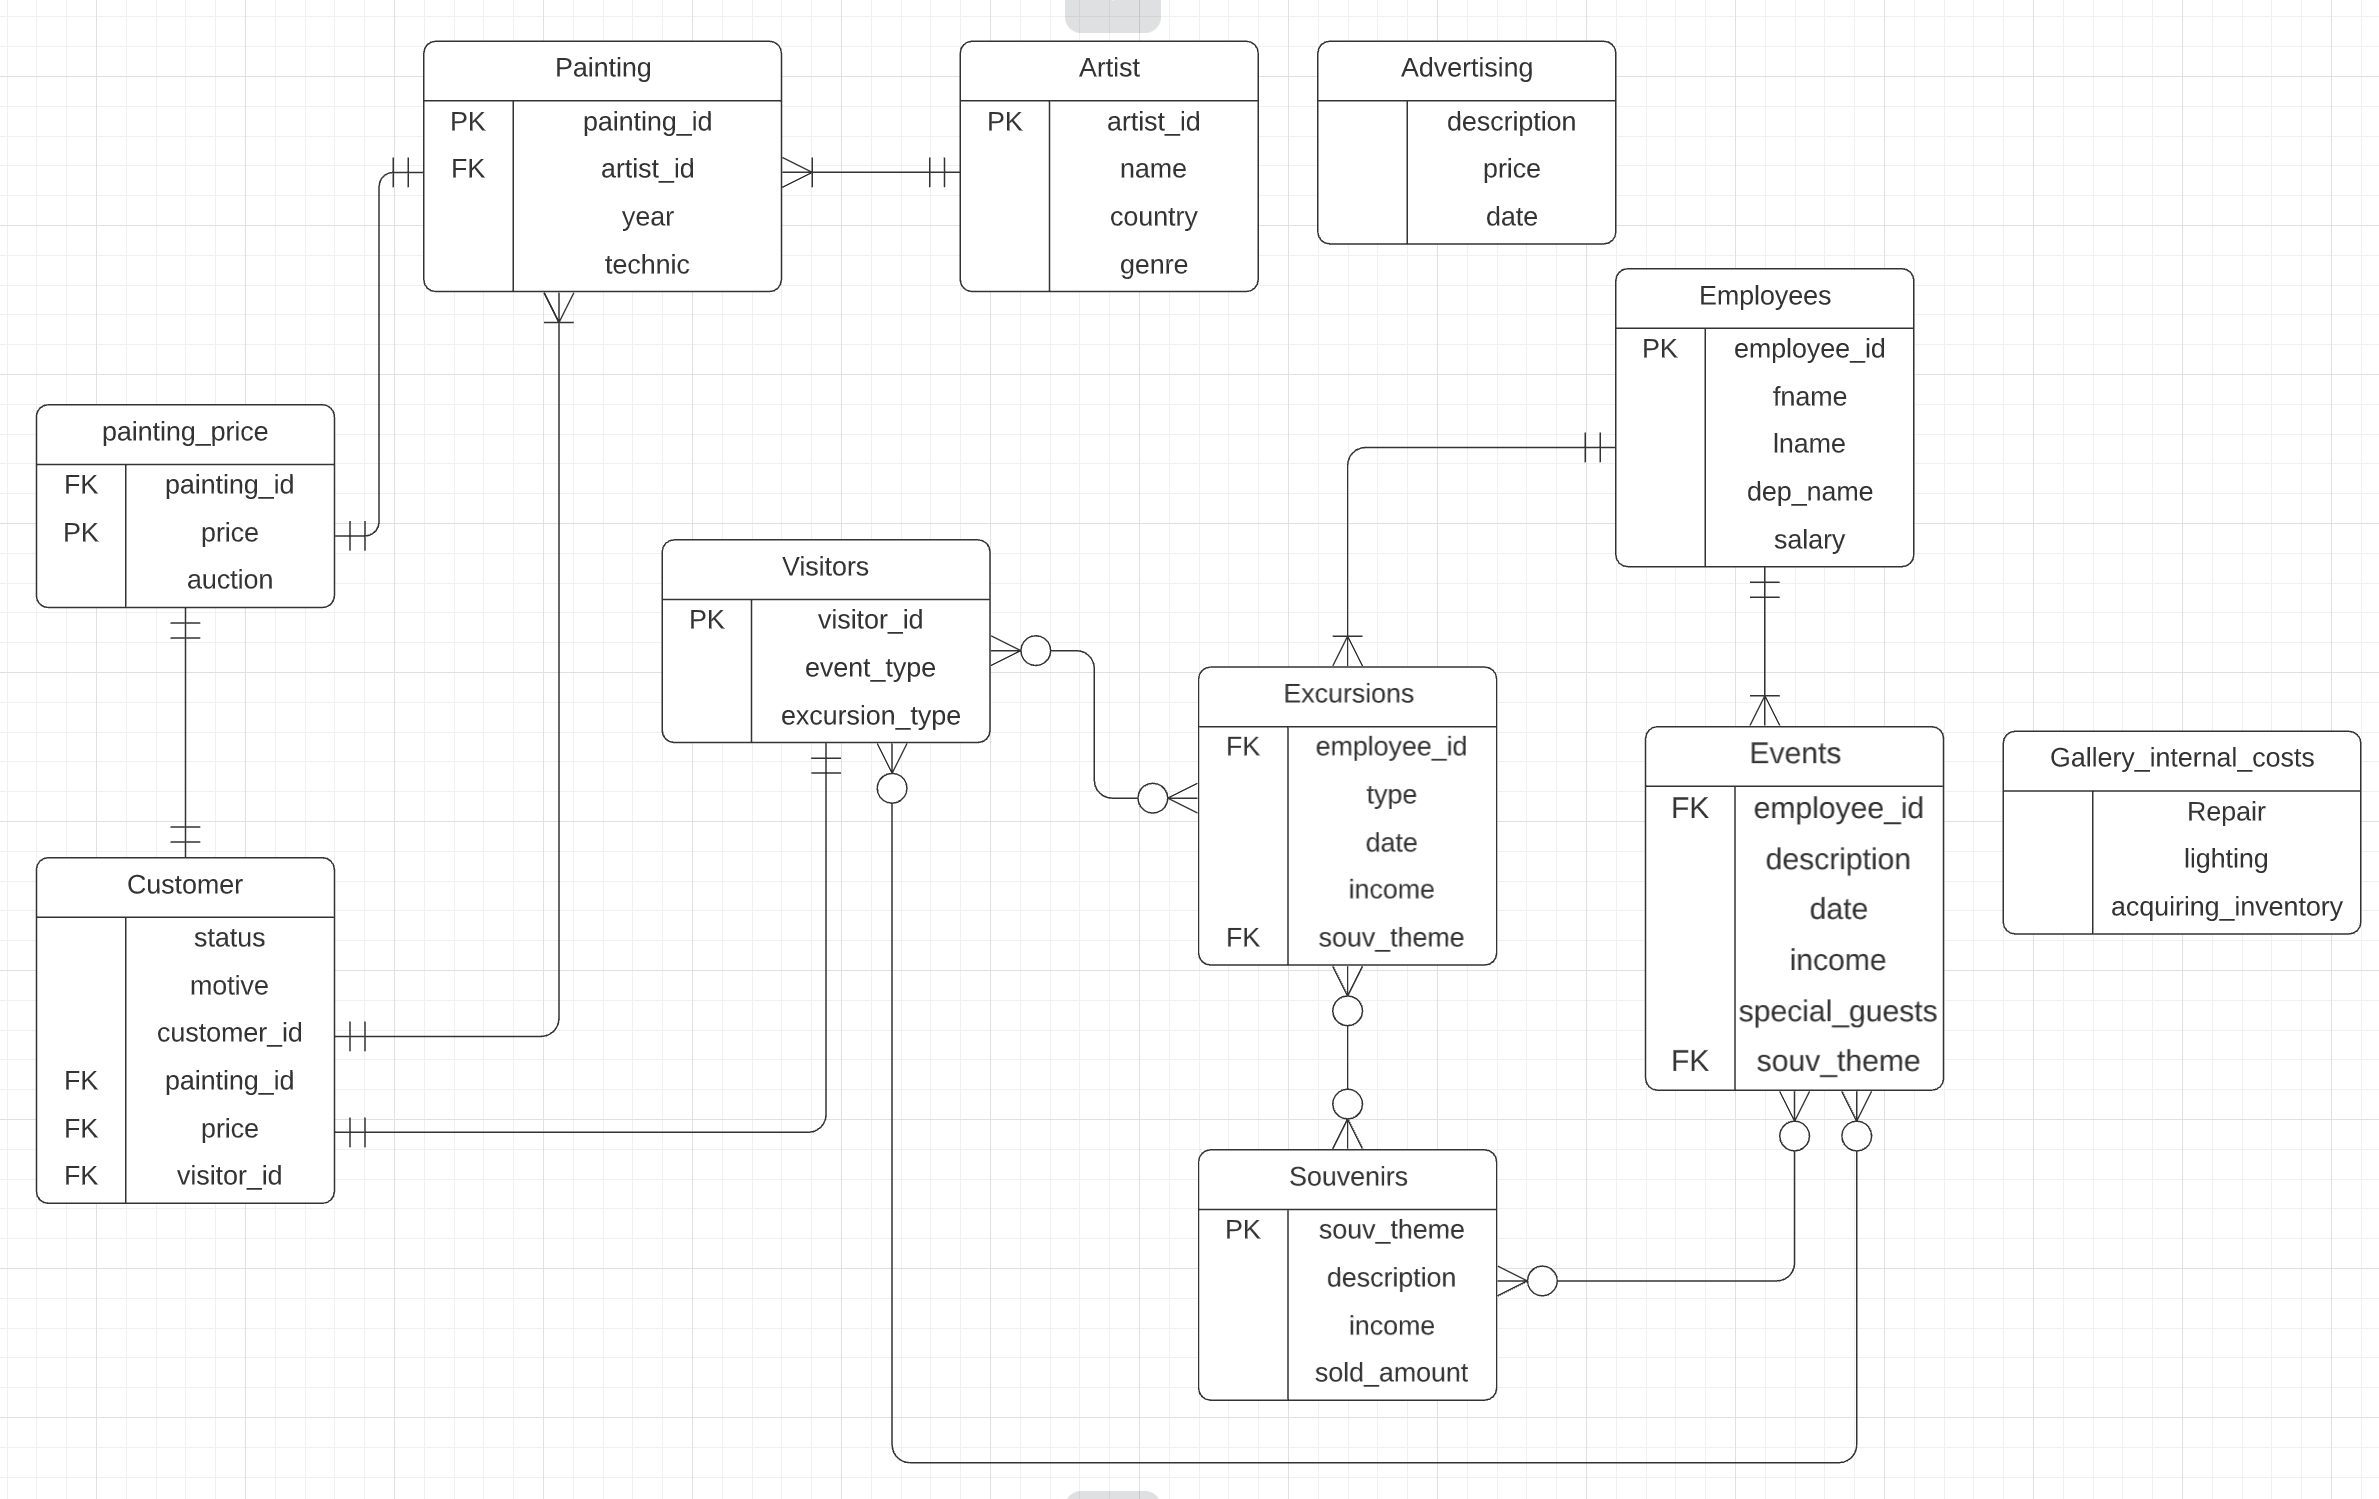 Painting
PK painting_id
FK artist_id
year
technic
Artist
PK artist_id
name
country
genre
Advertising
description
price
date
Employees
PK employee_id
fname
lname
dep_name
salary
painting_price
FK painting_id
PK price
auction
Visitors
PK visitor_id
event_type
excursion_type
Excursions
FK employee_id
type
date
income
FK souv_theme
Events
FK employee_id
description
date
income
special_guests
FK souv_theme
Gallery_internal_costs
Repair
lighting
acquiring_inventory
Customer
status
motive
customer_id
FK painting_id
FK price
FK visitor_id
Souvenirs
PK souv_theme
description
income
sold_amount